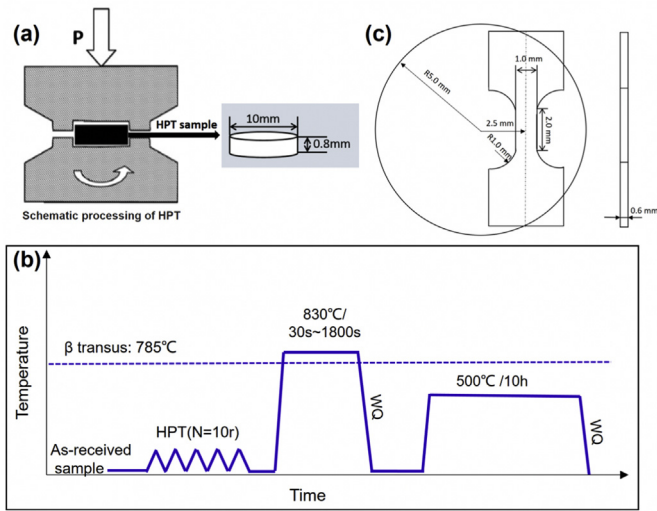 (a)
P
HPT sample
10mm
0.8mm
Schematic processing of HPT
(c)
1.0 mm
R5.0 mm
2.5 mm
2.0 mm
R1.0 mm
0.6 mm
(b)
Temperature
β transus: 785℃
830℃/
30s~1800s
500℃ /10h
WQ
WQ
HPT(N=10r)
As-received
sample
Time